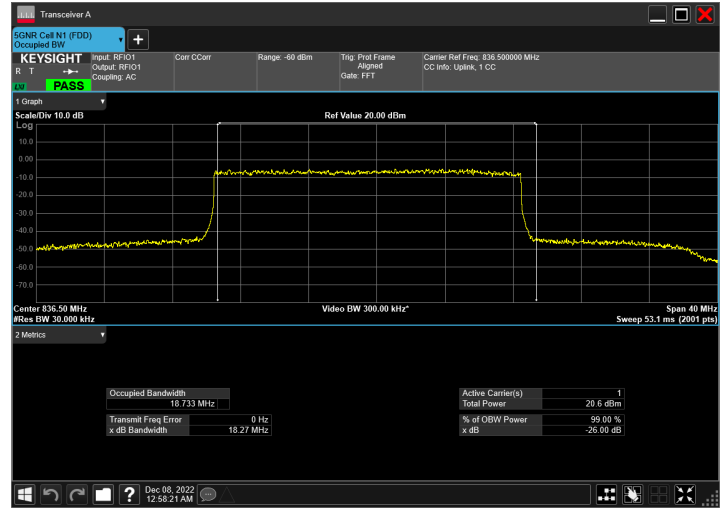 Transceiver A
5GNR Cell N1 (FDD)
Occupied BW
KEYSIGHT
R T
LXI
PASS
Input: RFIO1
Output: RFIO1
Coupling: AC
Corr CCorr
Range: -60 dBm
Trig: Prot Frame
Aligned
Gate: FFT
Carrier Ref Freq: 836.500000 MHz
CC Info: Uplink, 1 CC
1 Graph
Scale/Div 10.0 dB
Ref Value 20.00 dBm
Log
10.0
0.00
-10.0
-20.0
-30.0
-40.0
-50.0
-60.0
-70.0
Center 836.50 MHz
Video BW 300.00 kHz*
Span 40 MHz
#Res BW 30.000 kHz
Sweep 53.1 ms (2001 pts)
2 Metrics
Occupied Bandwidth
18.733 MHz
Transmit Freq Error 0 Hz
x dB Bandwidth 18.27 MHz
Active Carrier(s) 1
Total Power 20.6 dBm
% of OBW Power 99.00 %
x dB -26.00 dB
Dec 08, 2022
12:58:21 AM